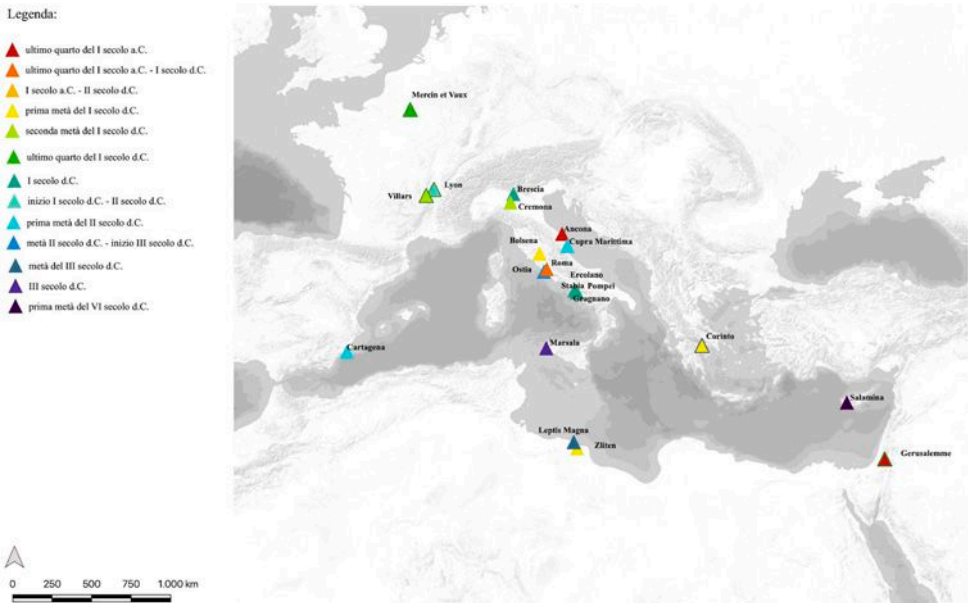 Legenda:
ultimo quarto del I secolo a.C.
ultimo quarto del I secolo a.C. - I secolo d.C.
I secolo a.C. - II secolo d.C.
prima metà del I secolo d.C.
seconda metà del I secolo d.C.
ultimo quarto del I secolo d.C.
I secolo d.C.
inizio I secolo d.C. - II secolo d.C.
prima metà del II secolo d.C.
metà II secolo d.C. - inizio III secolo d.C.
metà del III secolo d.C.
III secolo d.C.
prima metà del VI secolo d.C.
Mercin et Vaux
Lyon
Villars
Brescia
Cremona
Ancona
Cupra Marittima
Bolsena
Roma
Ostia
Ercolano
Stabia Pompei
Gragnano
Cartagena
Marsala
Corinto
Salamina
Leptis Magna
Zliten
Gerusalemme
0 250 500 750 1.000 km